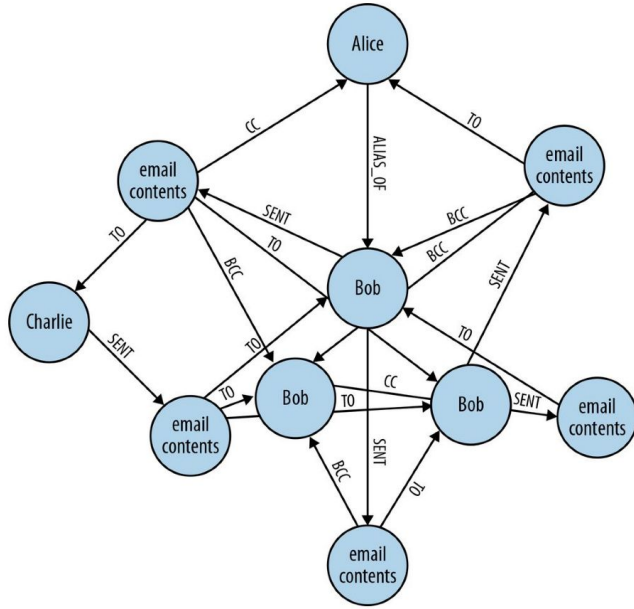 Alice
CC
TO
ALIAS_OF
email
contents
email
contents
SENT
BCC
TO
BCC
TO
BCC
SENT
Bob
Charlie
SENT
TO
TO
TO
CC
Bob
TO
Bob
SENT
email
contents
email
contents
SENT
BCC
TO
email
contents